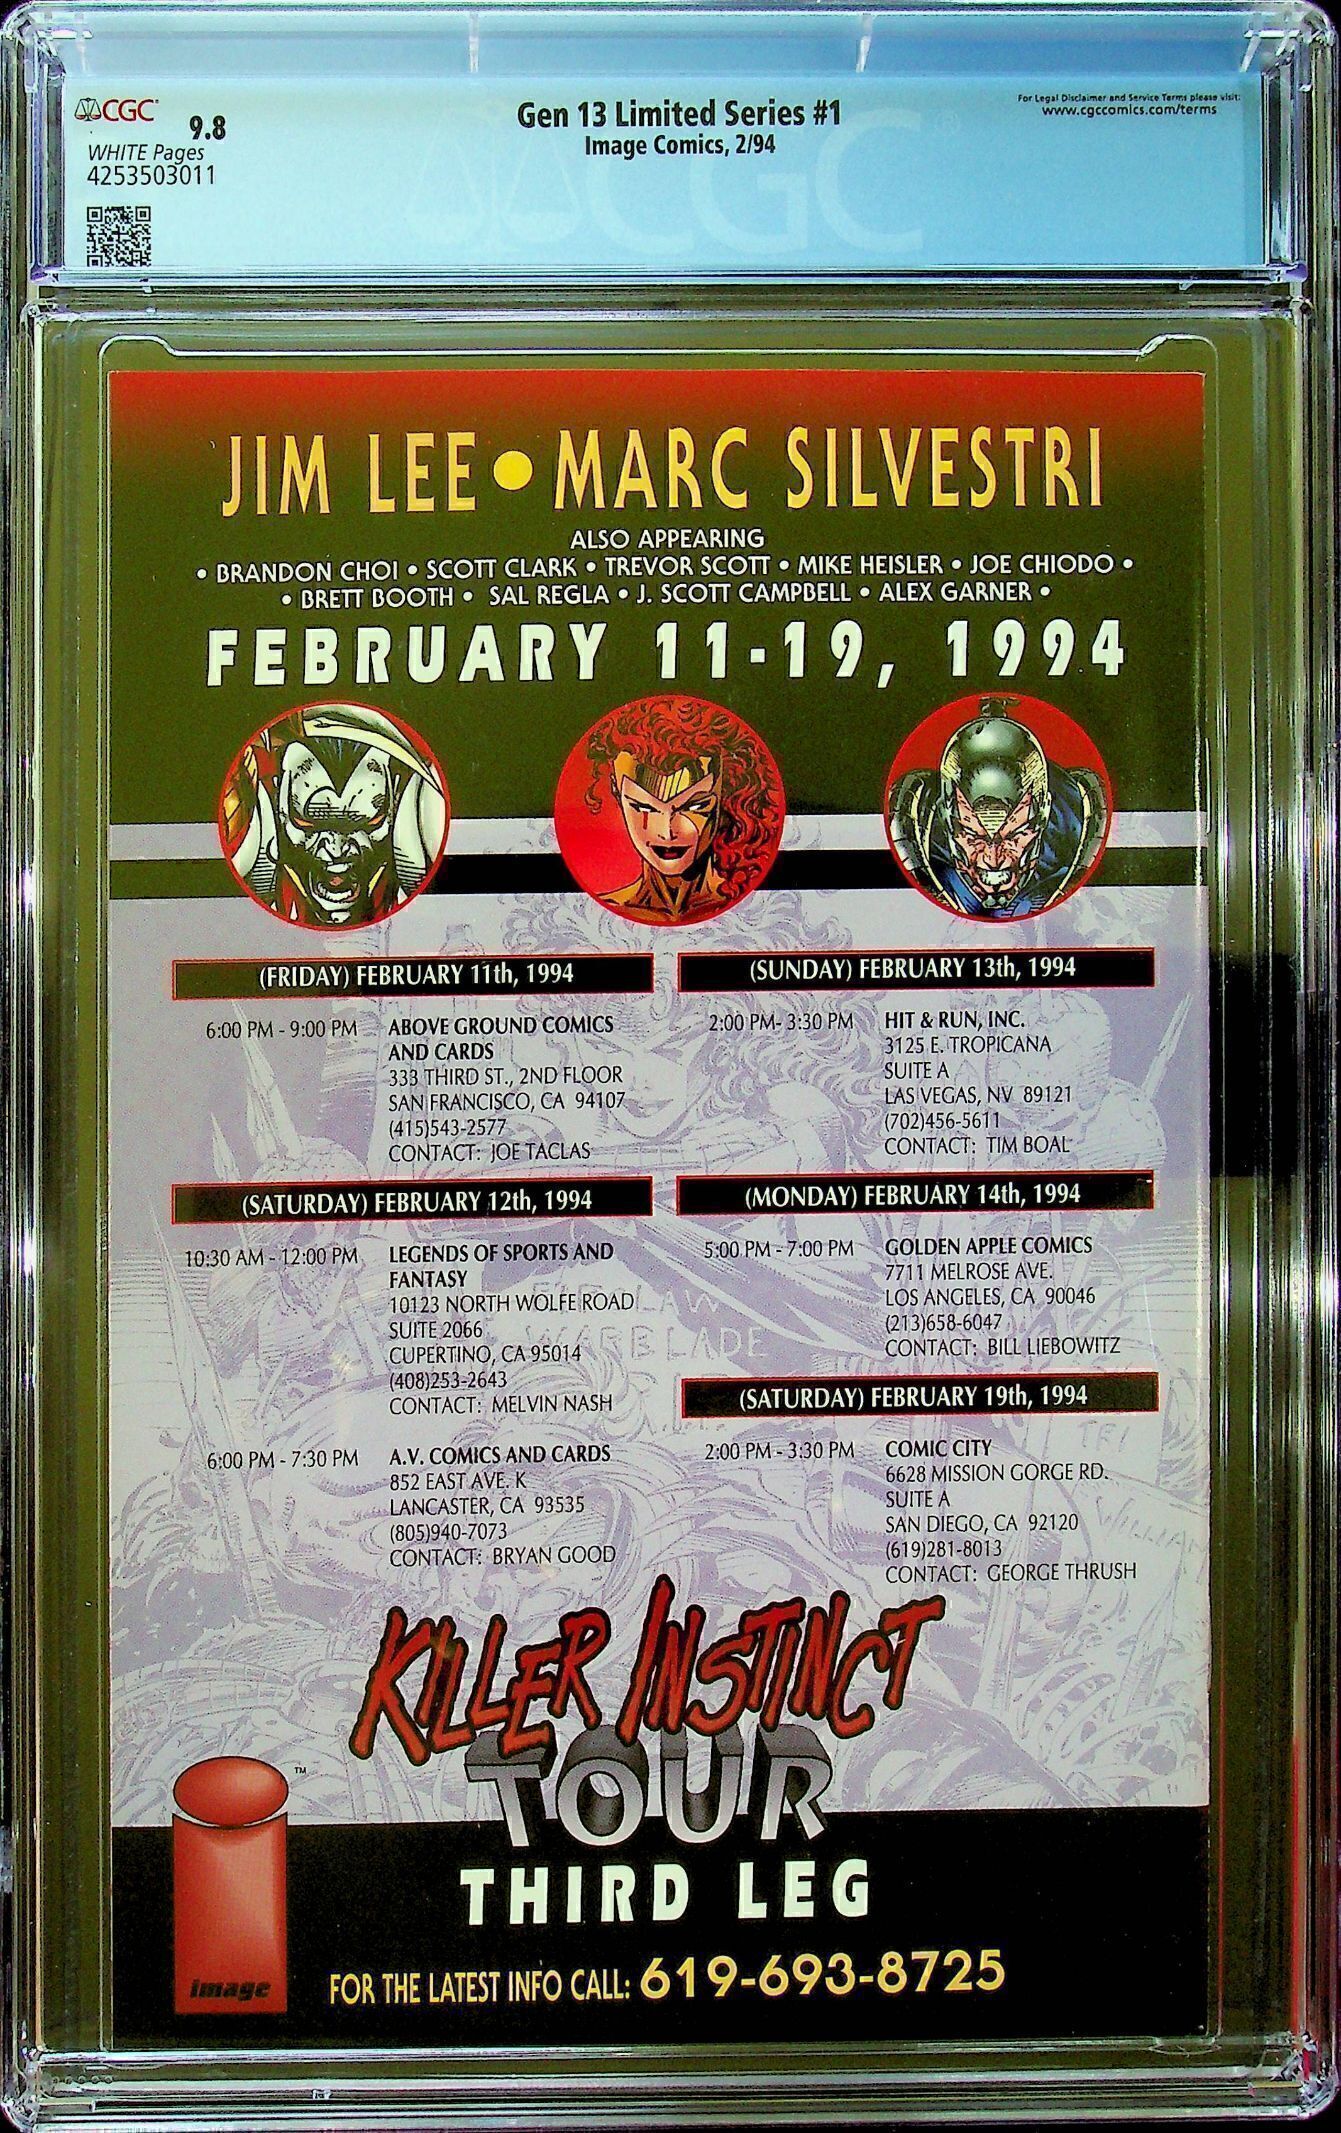 CGC
9.8
WHITE Pages
4253503011
Gen 13 Limited Series #1
Image Comics, 2/94
For Legal Disclaimer and Service Terms please visit:
www.cgccomics.com/terms
CGC
JIM LEE • MARC SILVESTRI
ALSO APPEARING
• BRANDON CHOI • SCOTT CLARK • TREVOR SCOTT • MIKE HEISLER • JOE CHIODO •
• BRETT BOOTH • SAL REGLA • J. SCOTT CAMPBELL • ALEX GARNER •
FEBRUARY 11-19, 1994
(FRIDAY) FEBRUARY 11th, 1994
6:00 PM - 9:00 PM
ABOVE GROUND COMICS
AND CARDS
333 THIRD ST., 2ND FLOOR
SAN FRANCISCO, CA 94107
(415)543-2577
CONTACT: JOE TACLAS
(SATURDAY) FEBRUARY 12th, 1994
10:30 AM - 12:00 PM
LEGENDS OF SPORTS AND
FANTASY
10123 NORTH WOLFE ROAD
SUITE 2066
CUPERTINO, CA 95014
(408)253-2643
CONTACT: MELVIN NASH
6:00 PM - 7:30 PM
A.V. COMICS AND CARDS
852 EAST AVE. K
LANCASTER, CA 93535
(805)940-7073
CONTACT: BRYAN GOOD
(SUNDAY) FEBRUARY 13th, 1994
2:00 PM- 3:30 PM
HIT & RUN, INC.
3125 E. TROPICANA
SUITE A
LAS VEGAS, NV 89121
(702)456-5611
CONTACT: TIM BOAL
(MONDAY) FEBRUARY 14th, 1994
5:00 PM - 7:00 PM
GOLDEN APPLE COMICS
7711 MELROSE AVE.
LOS ANGELES, CA 90046
(213)658-6047
CONTACT: BILL LIEBOWITZ
(SATURDAY) FEBRUARY 19th, 1994
2:00 PM - 3:30 PM
COMIC CITY
6628 MISSION GORGE RD.
SUITE A
SAN DIEGO, CA 92120
(619)281-8013
CONTACT: GEORGE THRUSH
WARBLADE
KILLER INSTINCT
TOUR
THIRD LEG
TM
image
FOR THE LATEST INFO CALL: 619-693-8725